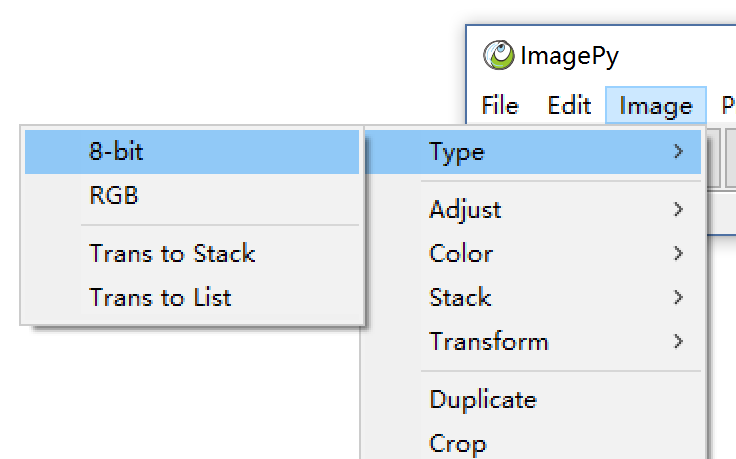 ImagePy
File Edit Image
8-bit
RGB
Trans to Stack
Trans to List
Type
Adjust
Color
Stack
Transform
Duplicate
Crop